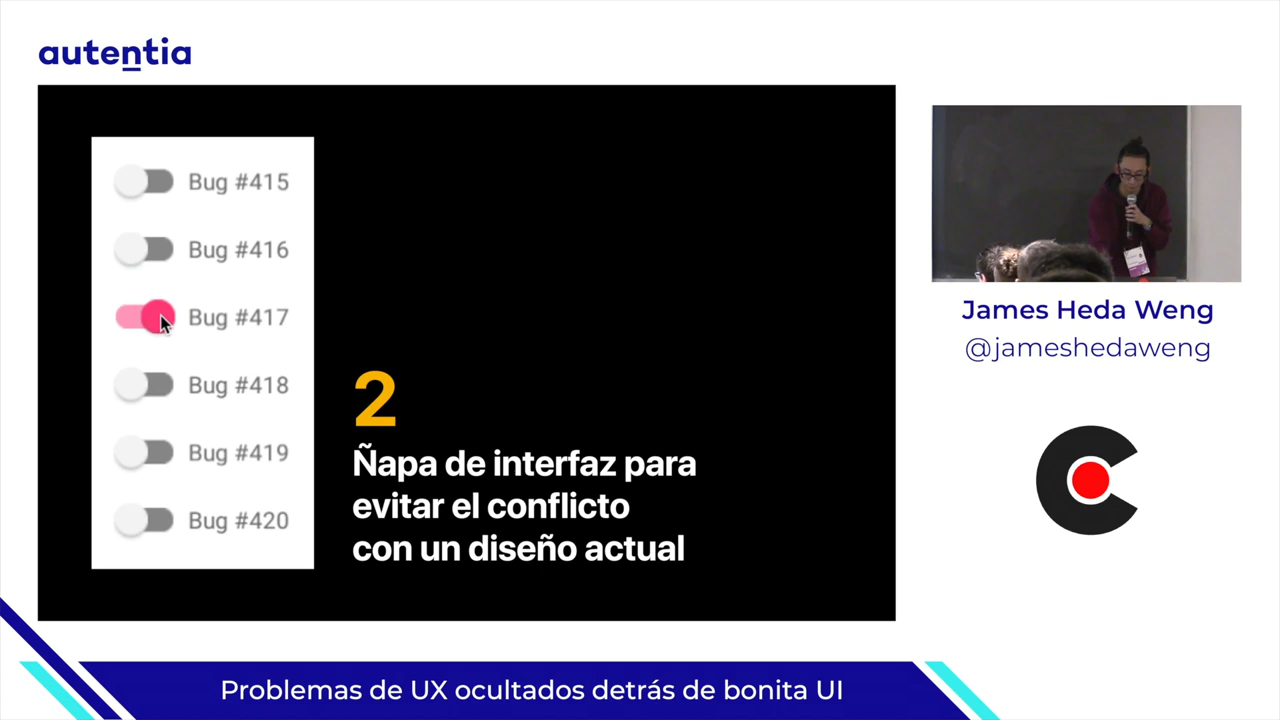 autentia
Bug #415
Bug #416
Bug #417
Bug #418
Bug #419
Bug #420
2
Ñapa de interfaz para
evitar el conflicto
con un diseño actual
James Heda Weng
@jameshedaweng
Problemas de UX ocultados detrás de bonita UI